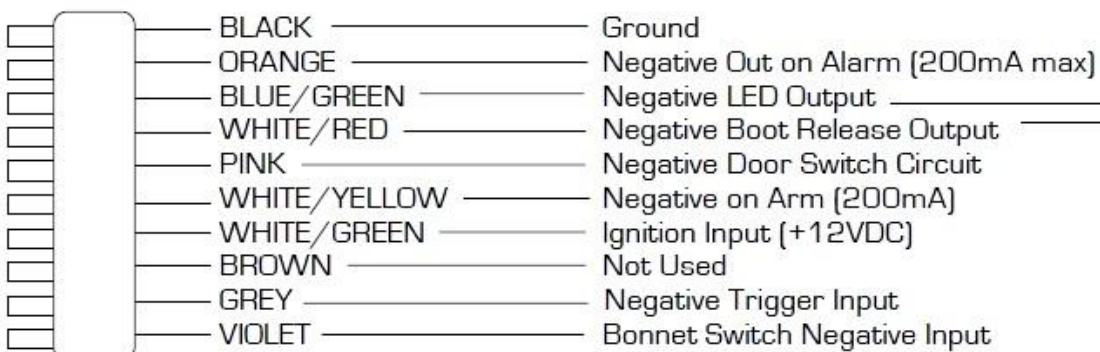 BLACK Ground
ORANGE Negative Out on Alarm (200mA max)
BLUE/GREEN Negative LED Output
WHITE/RED Negative Boot Release Output
PINK Negative Door Switch Circuit
WHITE/YELLOW Negative on Arm (200mA)
WHITE/GREEN Ignition Input (+12VDC)
BROWN Not Used
GREY Negative Trigger Input
VIOLET Bonnet Switch Negative Input